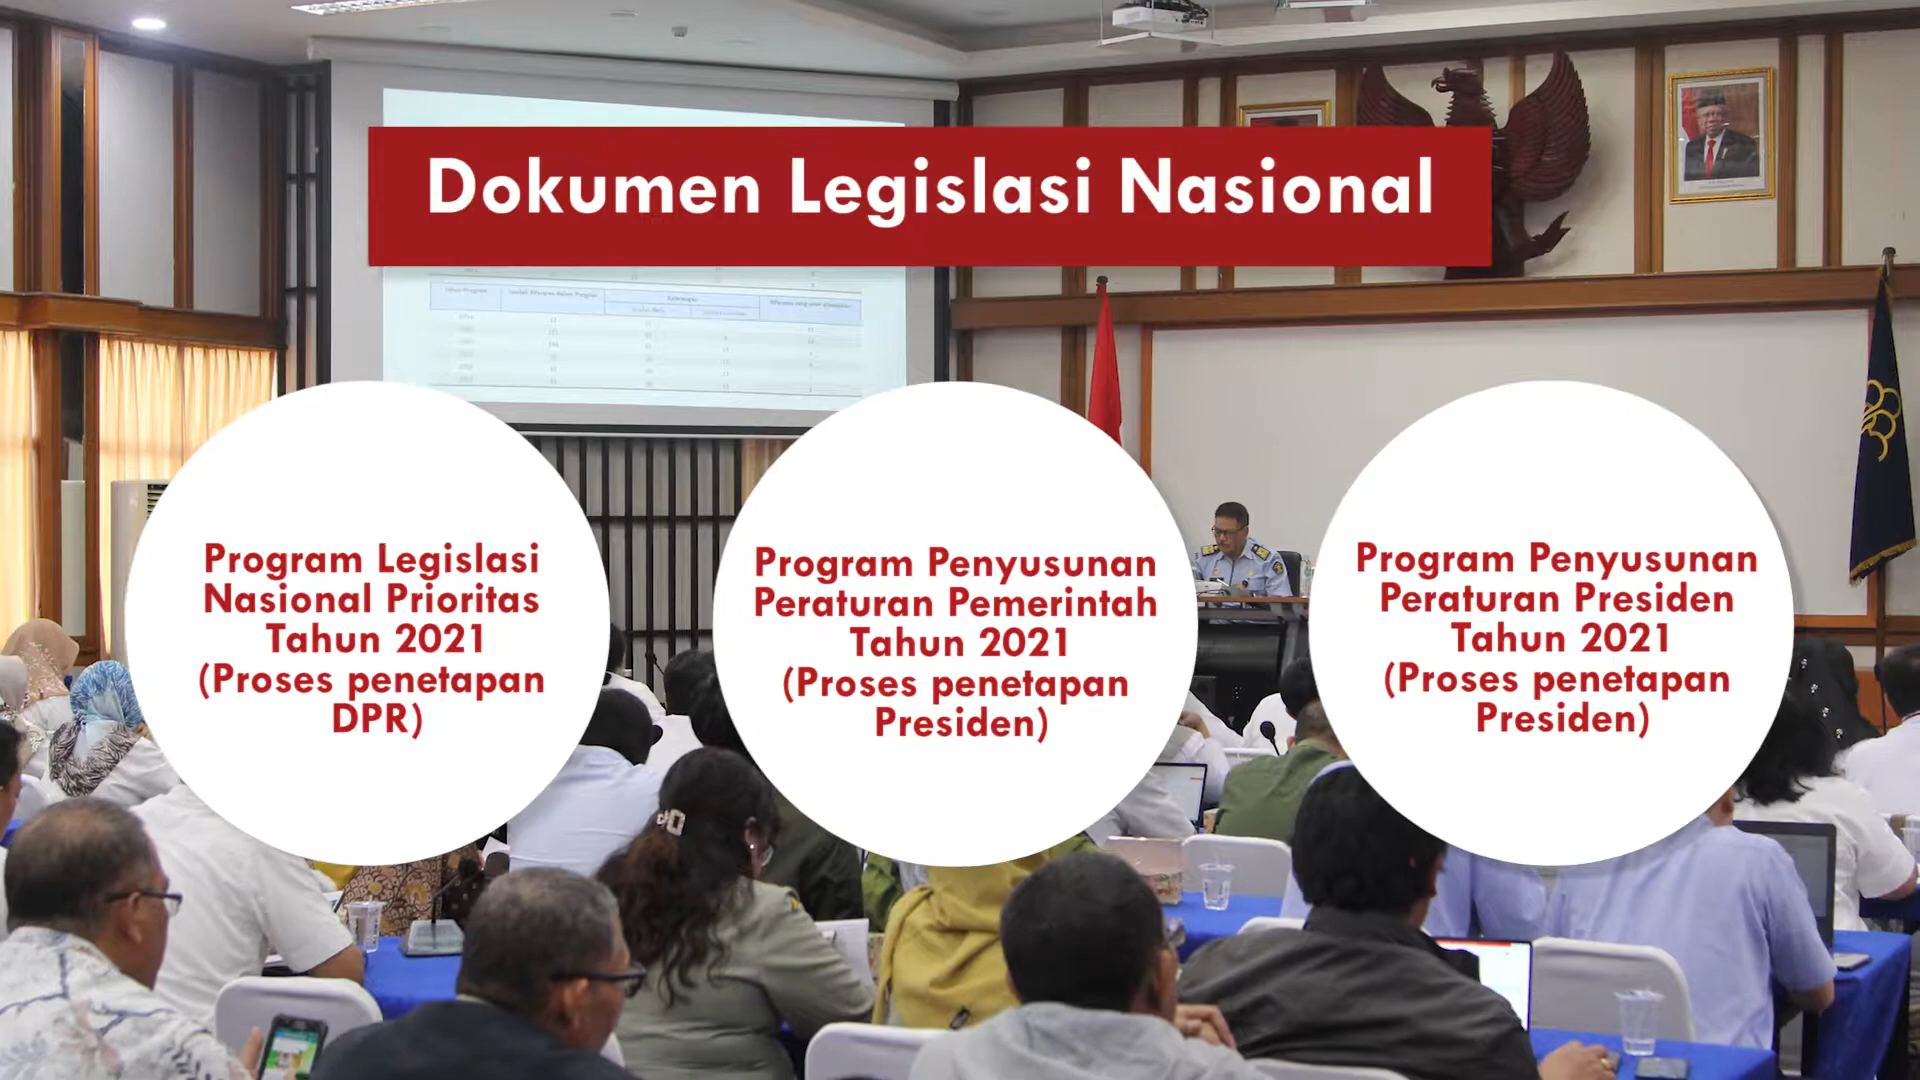 Dokumen Legislasi Nasional
Program Legislasi
Nasional Prioritas
Tahun 2021
(Proses penetapan
DPR)
Program Penyusunan
Peraturan Pemerintah
Tahun 2021
(Proses penetapan
Presiden)
Program Penyusunan
Peraturan Presiden
Tahun 2021
(Proses penetapan
Presiden)